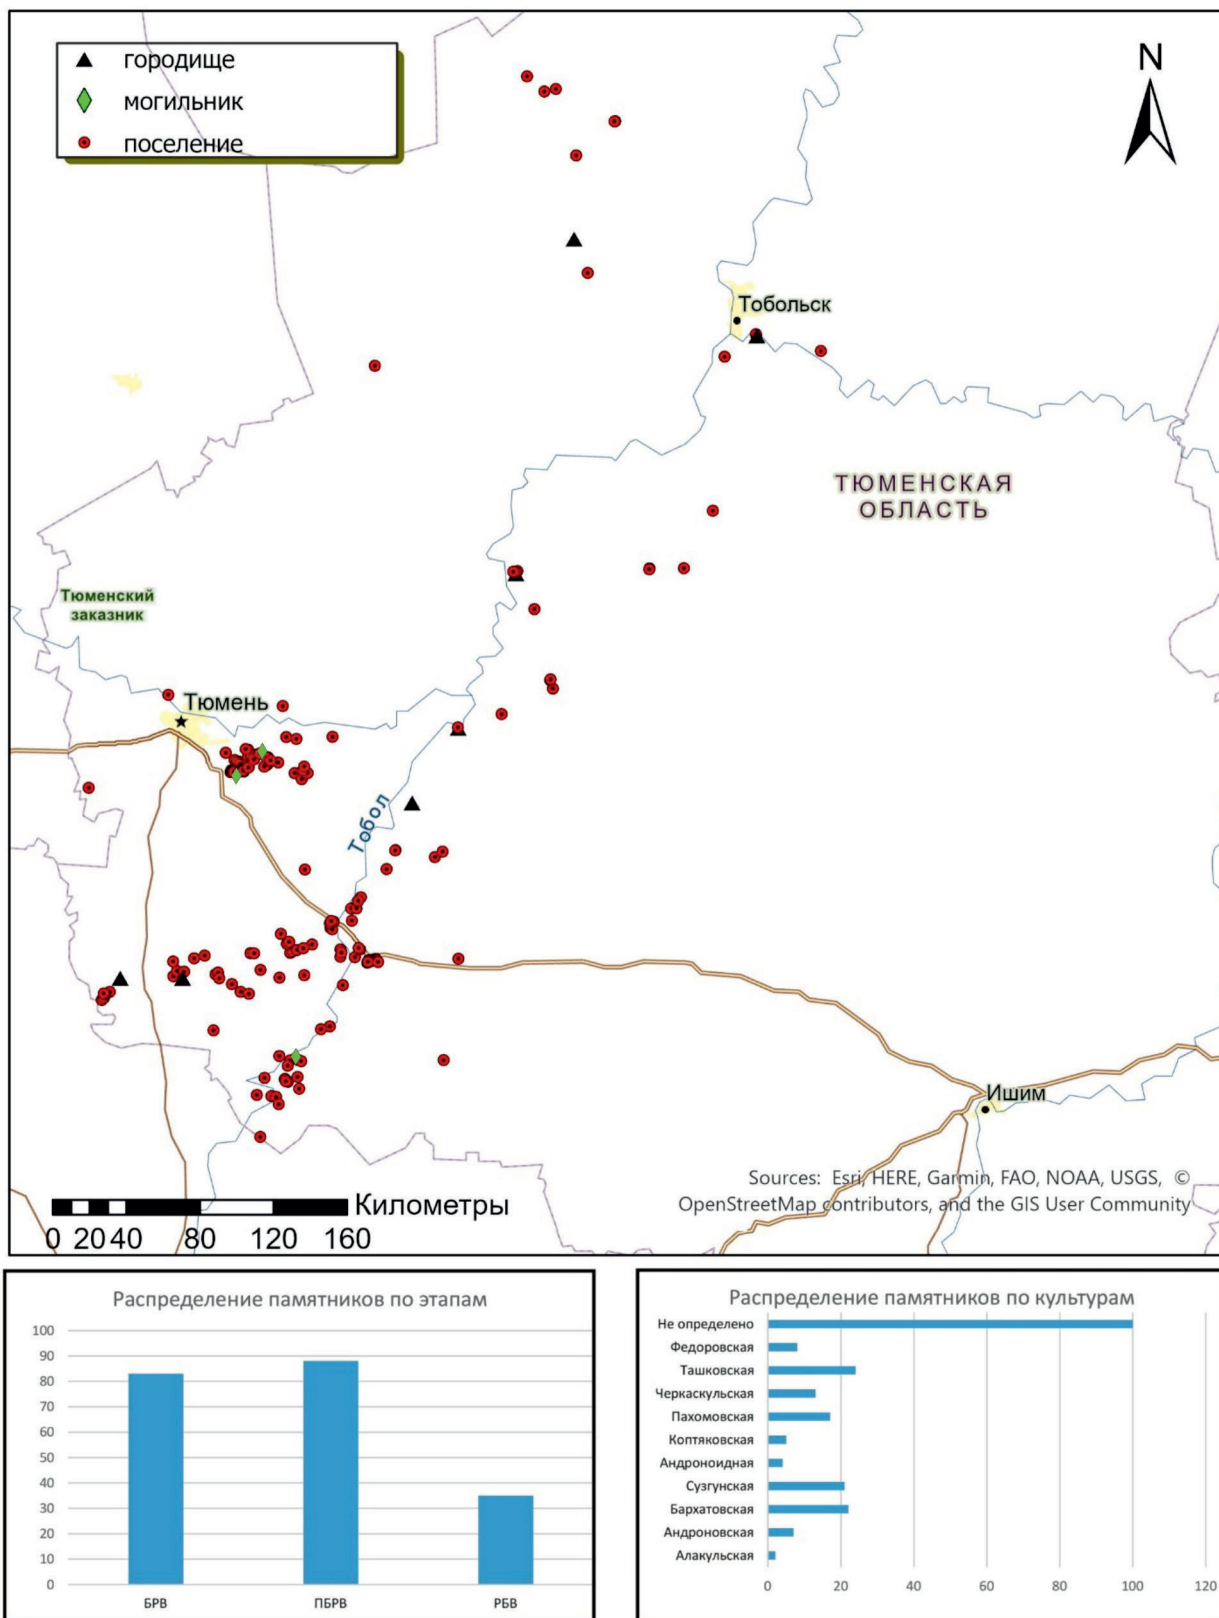 городище
могильник
поселение
N
Тобольск
ТЮМЕНСКАЯ
ОБЛАСТЬ
Тюменский
заказник
Тюмень
Тобол
Ишим
Sources: Esri, HERE, Garmin, FAO, NOAA, USGS, ©
OpenStreetMap contributors, and the GIS User Community
Километры
0 20 40 80 120 160
Распределение памятников по этапам
100
90
80
70
60
50
40
30
20
10
0
БРВ ПБРВ РБВ
Распределение памятников по культурам
Не определено
Федоровская
Ташковская
Черкаскульская
Пахомовская
Коптяковская
Андроноидная
Сузгунская
Бархатовская
Андроновская
Алакульская
0 20 40 60 80 100 120